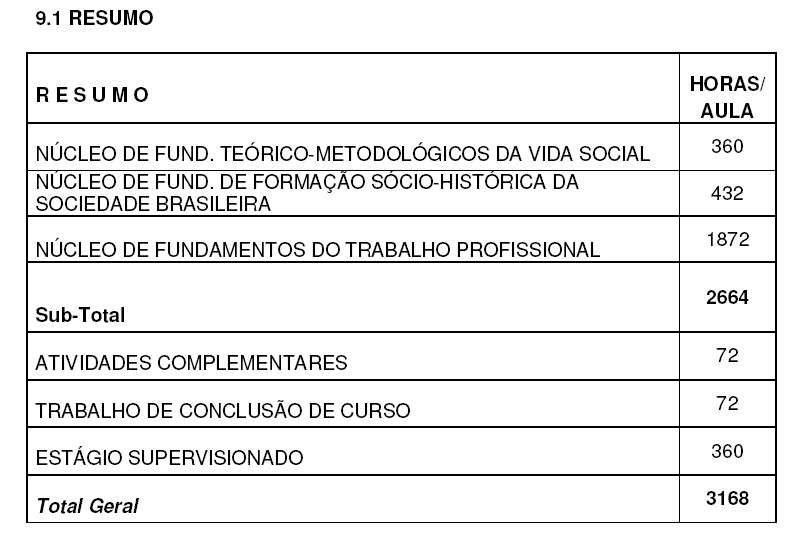 9.1 RESUMO
R E S U M O
HORAS/
AULA
NÚCLEO DE FUND. TEÓRICO-METODOLÓGICOS DA VIDA SOCIAL 360
NÚCLEO DE FUND. DE FORMAÇÃO SÓCIO-HISTÓRICA DA
SOCIEDADE BRASILEIRA 432
NÚCLEO DE FUNDAMENTOS DO TRABALHO PROFISSIONAL 1872
Sub-Total 2664
ATIVIDADES COMPLEMENTARES 72
TRABALHO DE CONCLUSÃO DE CURSO 72
ESTÁGIO SUPERVISIONADO 360
Total Geral 3168